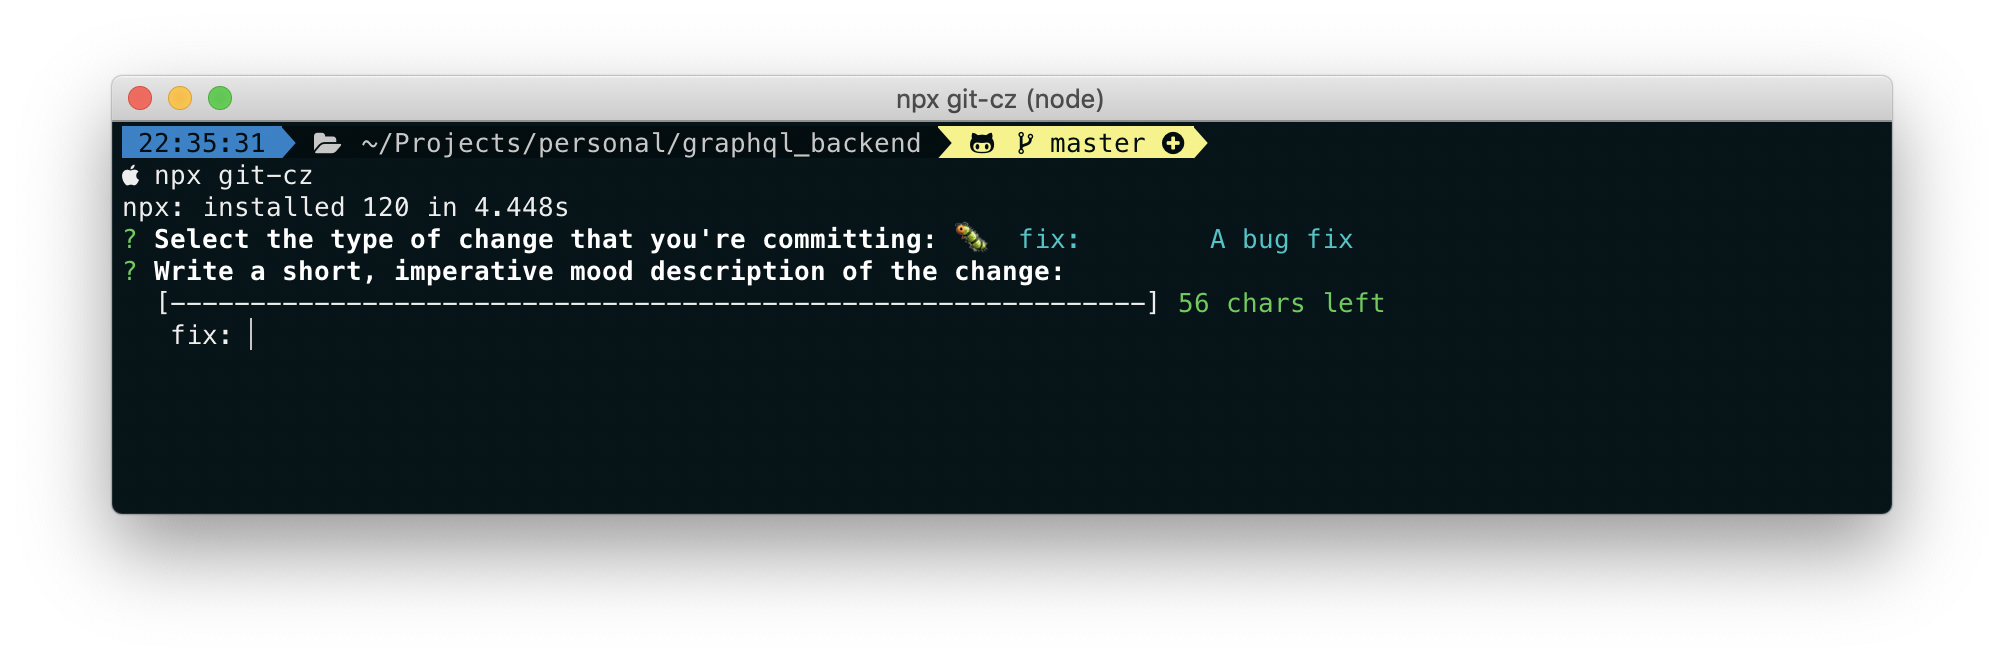 npx git-cz (node)
22:35:31 ~/Projects/personal/graphql_backend master
npx git-cz
npx: installed 120 in 4.448s
? Select the type of change that you're committing: 🐛 fix: A bug fix
? Write a short, imperative mood description of the change:
[-------------------------------------------------------------] 56 chars left
fix: